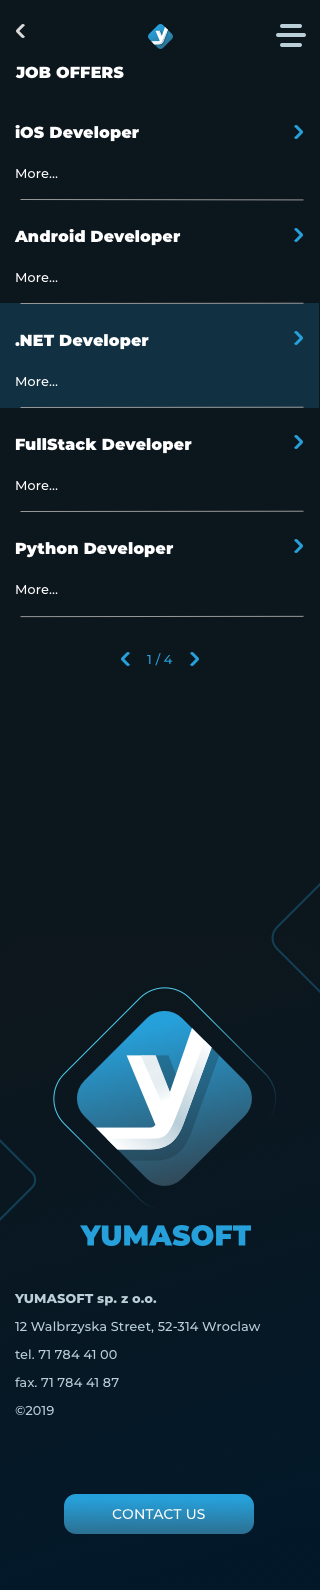 JOB OFFERS
iOS Developer
More...
Android Developer
More...
.NET Developer
More...
FullStack Developer
More...
Python Developer
More...
1 / 4
y
YUMASOFT
YUMASOFT sp. z o.o.
12 Walbrzyska Street, 52-314 Wroclaw
tel. 71 784 41 00
fax. 71 784 41 87
©2019
CONTACT US